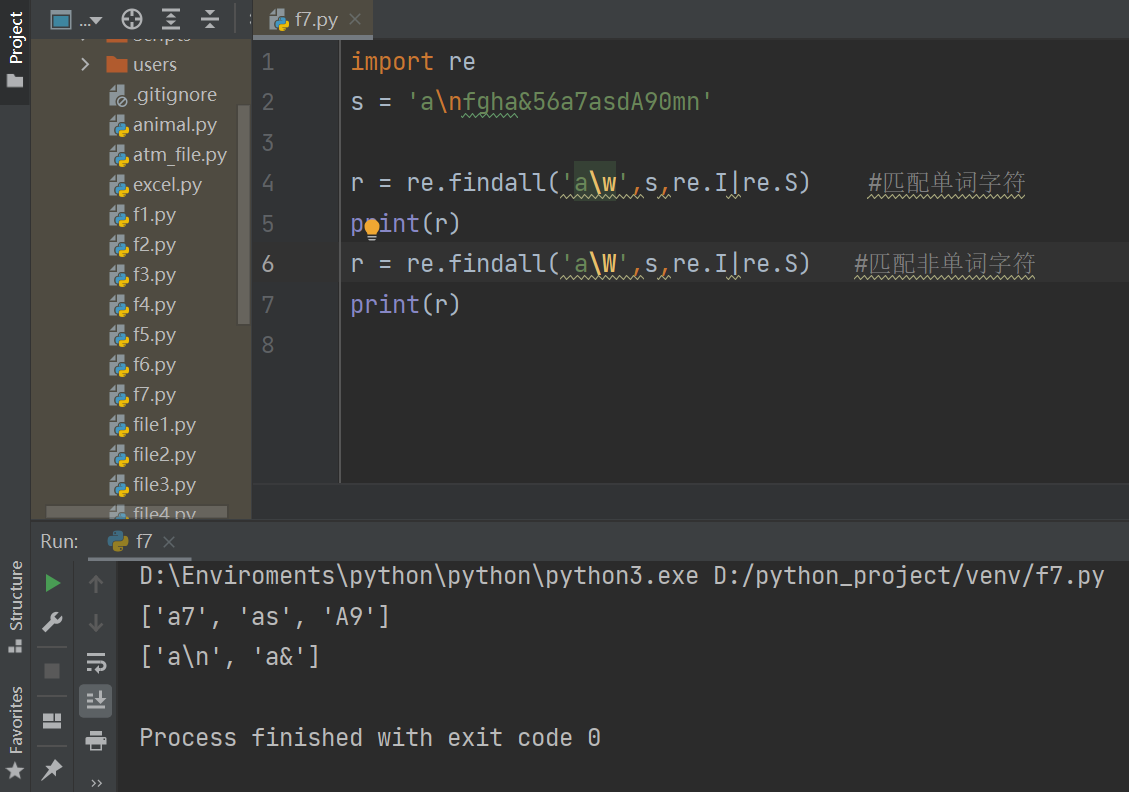 Project
...
f7.py
Scripts
users
.gitignore
animal.py
atm_file.py
excel.py
f1.py
f2.py
f3.py
f4.py
f5.py
f6.py
f7.py
file1.py
file2.py
file3.py
file4.py
1 import re
2 s = 'a\nfgha&56a7asdA90mn'
3
4 r = re.findall('a\w',s,re.I|re.S) #匹配单词字符
5 print(r)
6 r = re.findall('a\W',s,re.I|re.S) #匹配非单词字符
7 print(r)
8
Run: f7
Structure
Favorites
D:\Enviroments\python\python\python3.exe D:/python_project/venv/f7.py
['a7', 'as', 'A9']
['a\n', 'a&']
Process finished with exit code 0